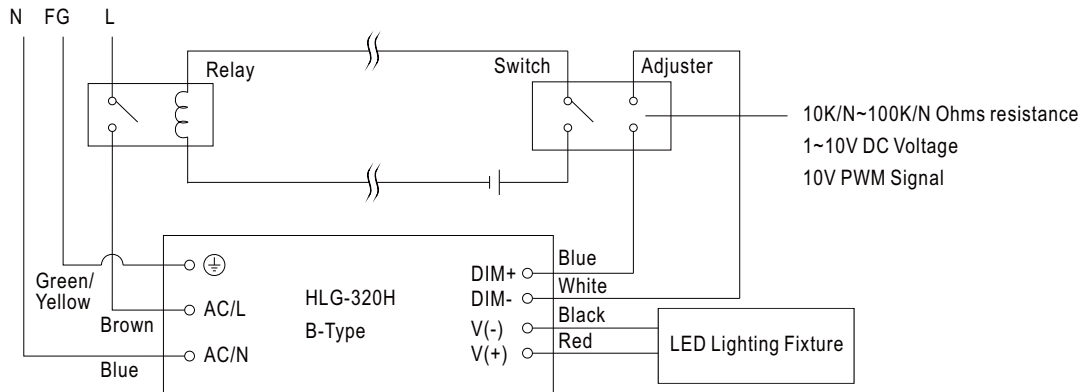 N FG L
Relay
Switch
Adjuster
10K/N~100K/N Ohms resistance
1~10V DC Voltage
10V PWM Signal
Green/
Yellow
Brown
Blue
AC/L
AC/N
HLG-320H
B-Type
DIM+
DIM-
V(-)
V(+)
Blue
White
Black
Red
LED Lighting Fixture